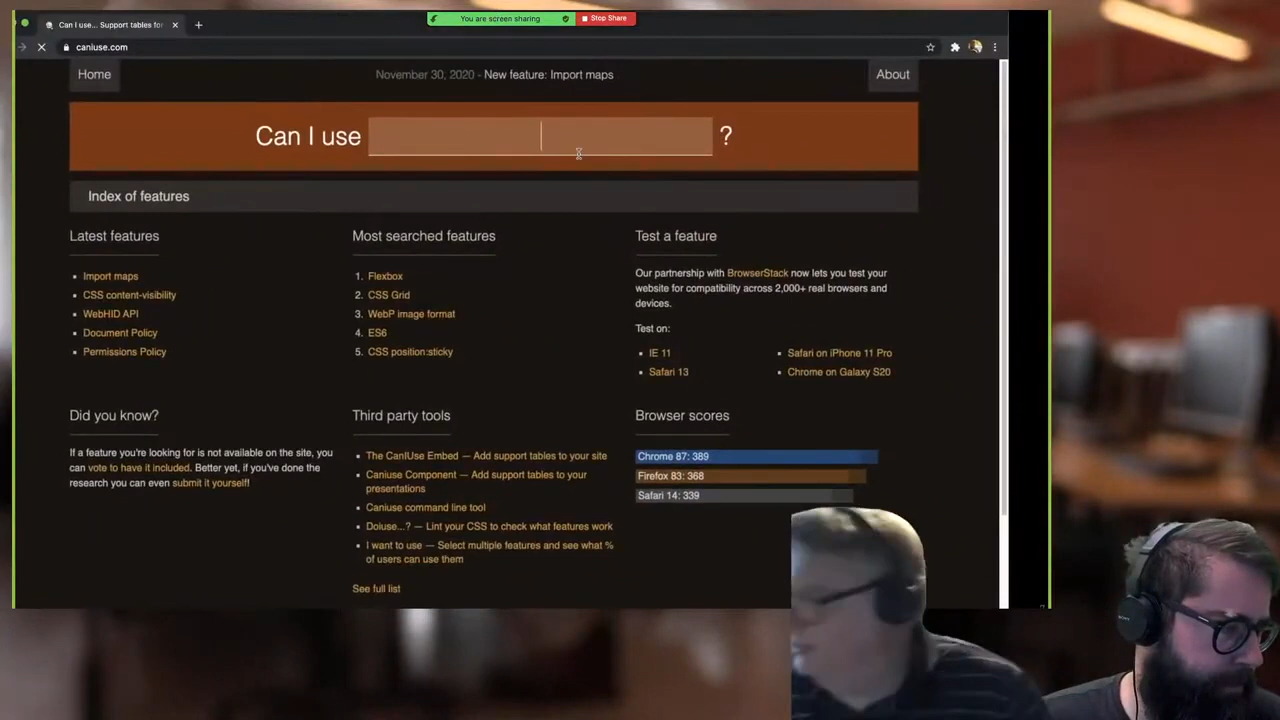 Can I use... Support tables for
You are screen sharing
Stop Share
caniuse.com
Home
November 30, 2020 - New feature: Import maps
About
Can I use ?
Index of features
Latest features
Import maps
CSS content-visibility
WebHID API
Document Policy
Permissions Policy
Most searched features
1. Flexbox
2. CSS Grid
3. WebP image format
4. ES6
5. CSS position:sticky
Test a feature
Our partnership with BrowserStack now lets you test your
website for compatibility across 2,000+ real browsers and
devices.
Test on:
IE 11
Safari 13
Safari on iPhone 11 Pro
Chrome on Galaxy S20
Did you know?
If a feature you're looking for is not available on the site, you
can vote to have it included. Better yet, if you've done the
research you can even submit it yourself!
Third party tools
The CanIUse Embed — Add support tables to your site
Caniuse Component — Add support tables to your
presentations
Caniuse command line tool
Doiuse...? — Lint your CSS to check what features work
I want to use — Select multiple features and see what %
of users can use them
See full list
Browser scores
Chrome 87: 389
Firefox 83: 368
Safari 14: 339
SONY